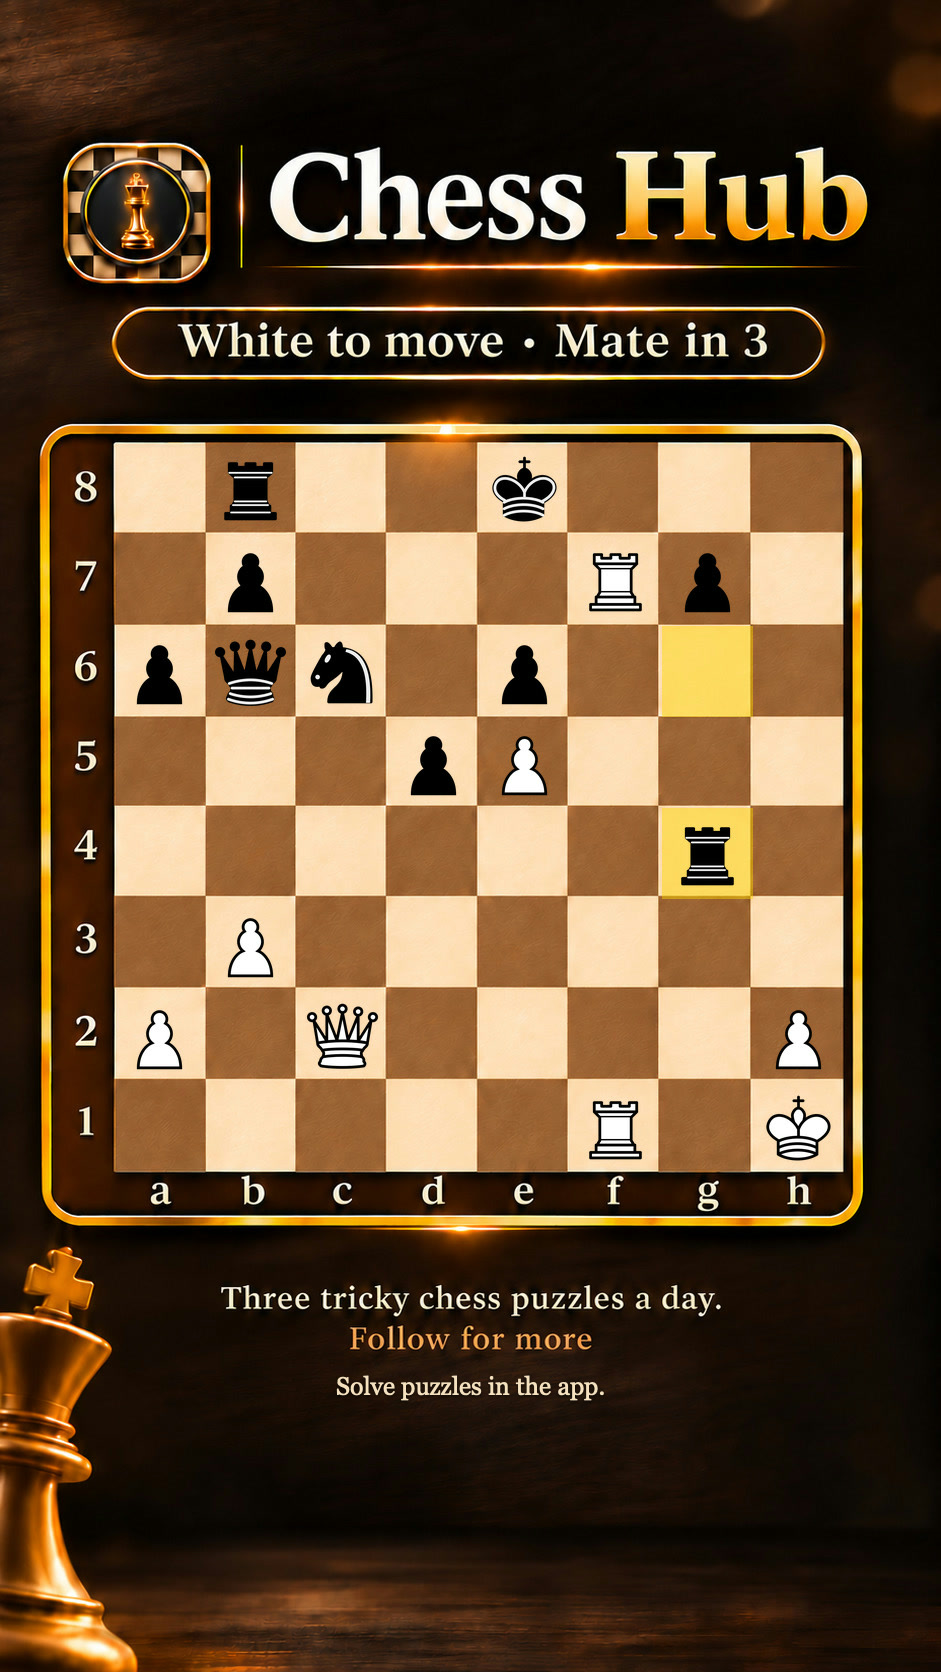 Chess Hub
White to move • Mate in 3
8
7
6
5
4
3
2
1
a b c d e f g h
Three tricky chess puzzles a day.
Follow for more
Solve puzzles in the app.